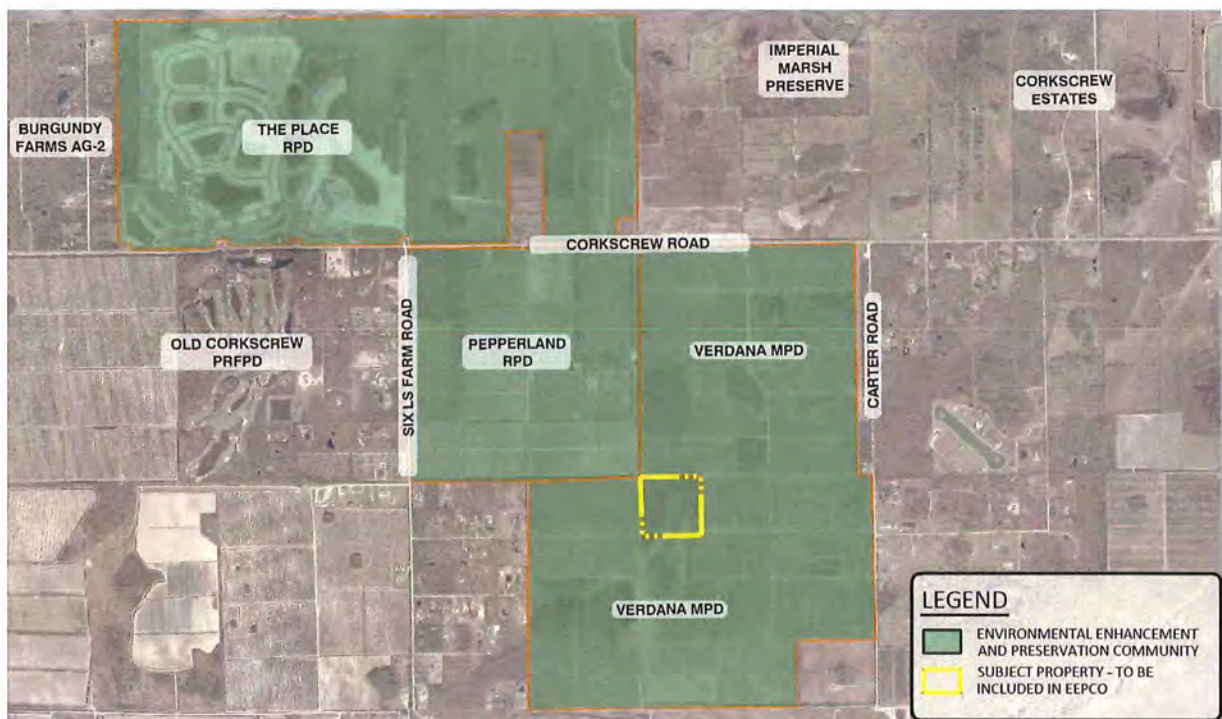 IMPERIAL
MARSH
PRESERVE
CORKSCREW
ESTATES
BURGUNDY
FARMS AG-2
THE PLACE
RPD
CORKSCREW ROAD
OLD CORKSCREW
PRFPD
SIX LS FARM ROAD
PEPPERLAND
RPD
VERDANA MPD
CARTER ROAD
VERDANA MPD
LEGEND
ENVIRONMENTAL ENHANCEMENT
AND PRESERVATION COMMUNITY
SUBJECT PROPERTY - TO BE
INCLUDED IN EEPCO